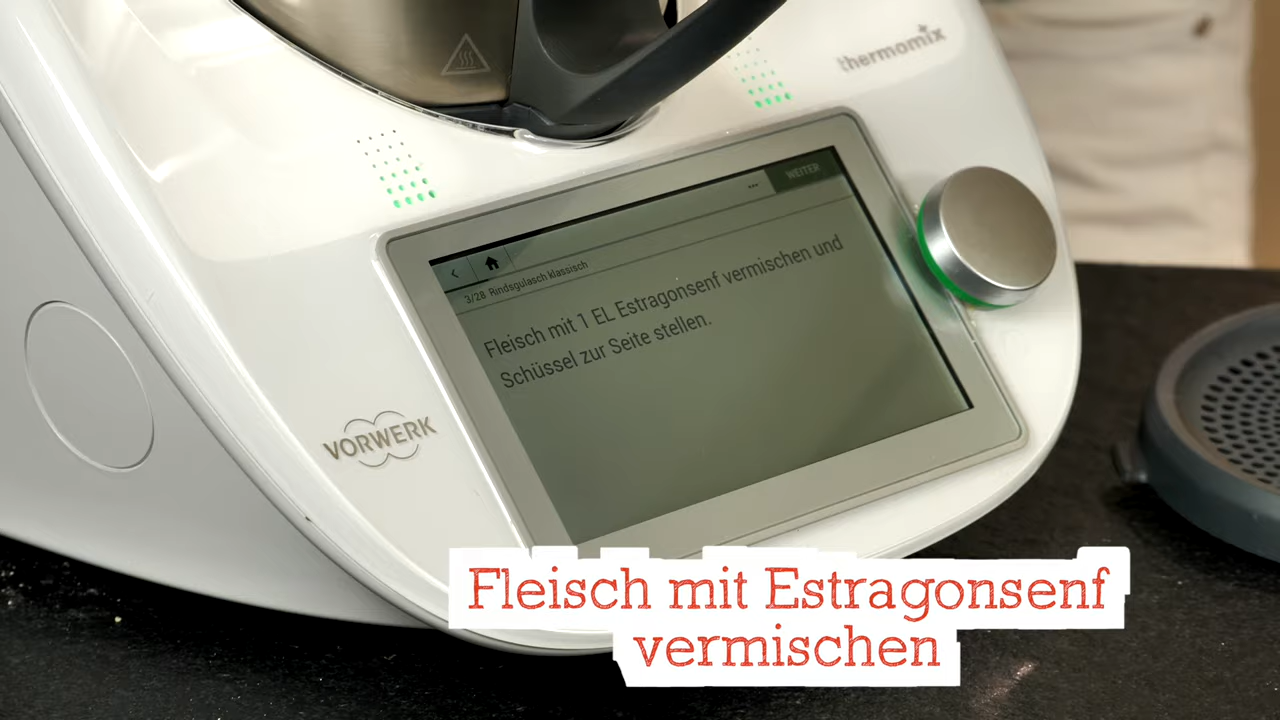 thermomix
WEITER
3/28 Rindsgulasch klassisch
Fleisch mit 1 EL Estragonsenf vermischen und
Schüssel zur Seite stellen.
VORWERK
Fleisch mit Estragonsenf
vermischen